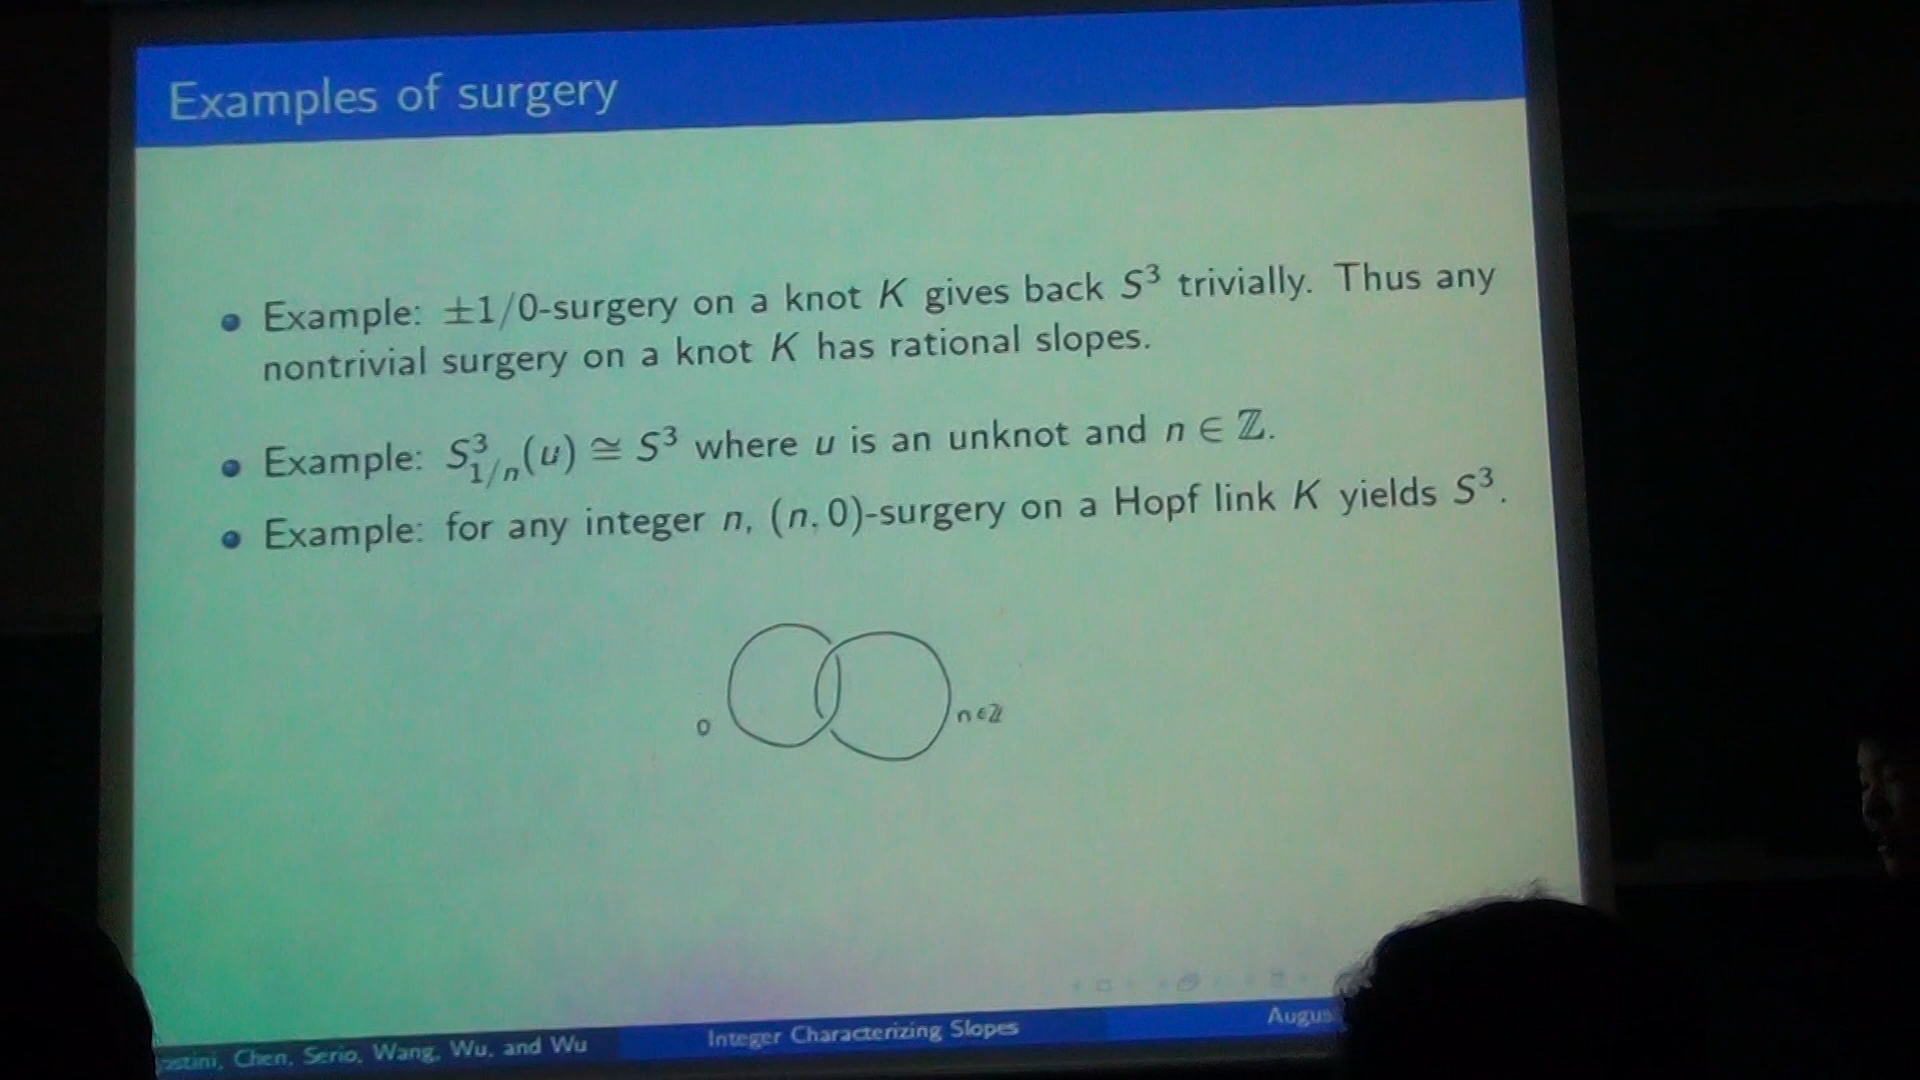 Examples of surgery
Example: ±1/0-surgery on a knot K gives back S³ trivially. Thus any
nontrivial surgery on a knot K has rational slopes.
Example: S³₁/ₙ(u) ≅ S³ where u is an unknot and n ∈ ℤ.
Example: for any integer n, (n, 0)-surgery on a Hopf link K yields S³.
0
n∈ℤ
Chen, Serio, Wang, Wu, and Wu
Integer Characterizing Slopes